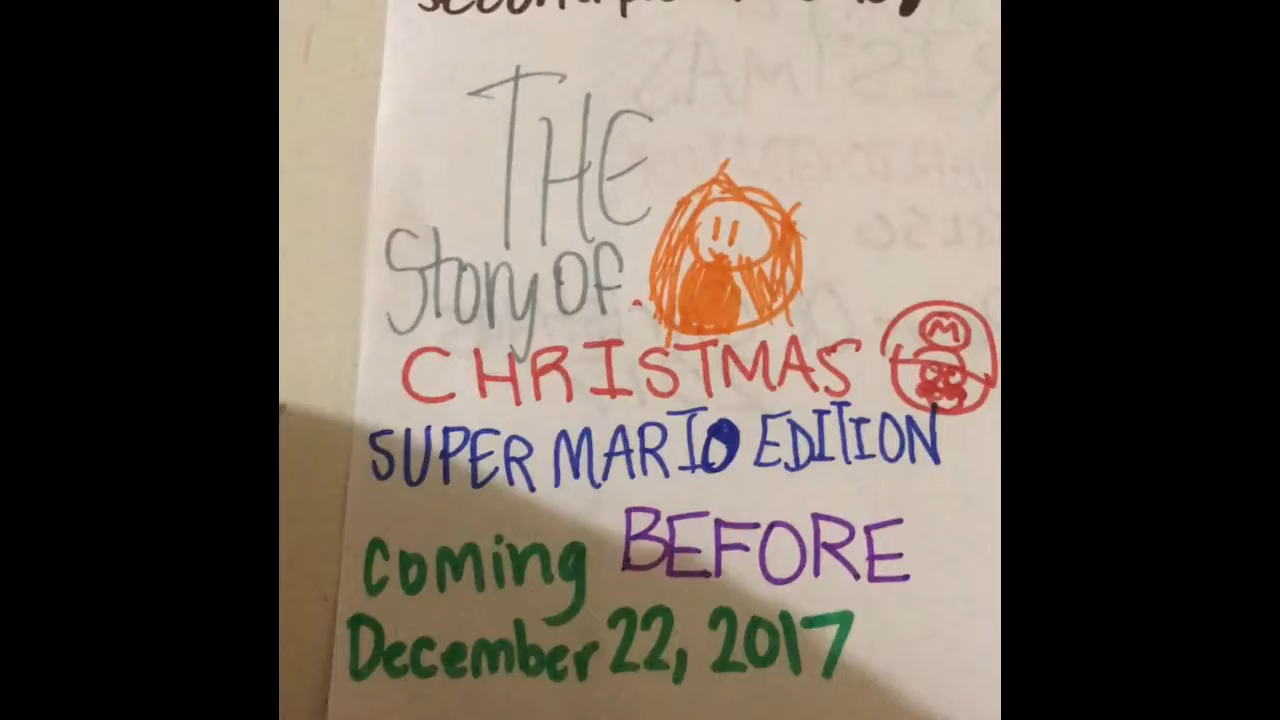 THE
Story OF
CHRISTMAS
M
SUPER MARIO EDITION
coming BEFORE
December 22, 2017